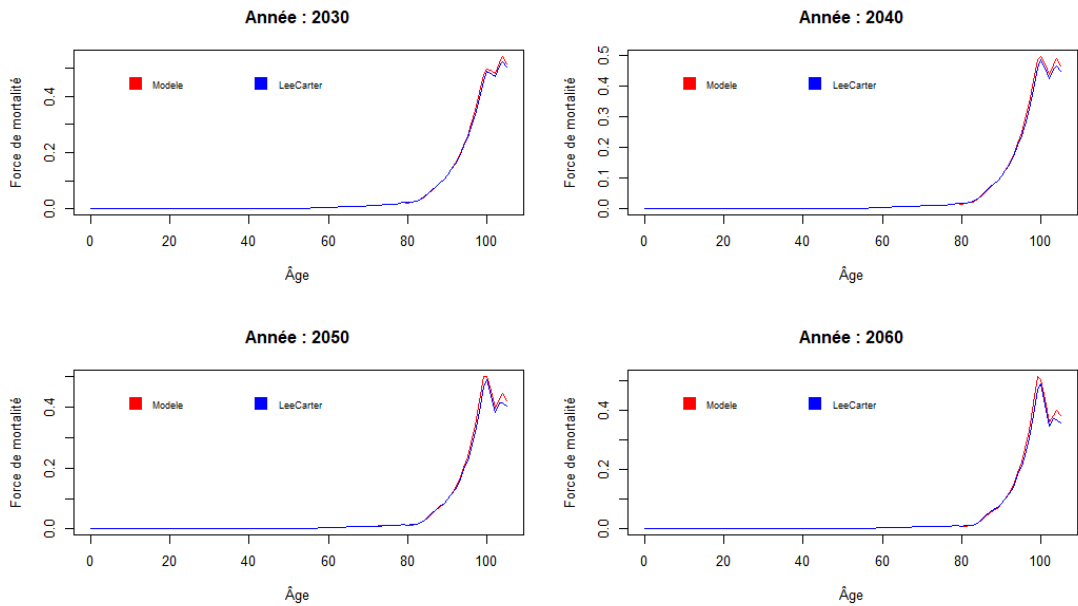 Année : 2030
Force de mortalité
0.4
0.2
0.0
Modele
LeeCarter
0 20 40 60 80 100
Âge
Année : 2040
Force de mortalité
0.5
0.4
0.3
0.2
0.1
0.0
Modele
LeeCarter
0 20 40 60 80 100
Âge
Année : 2050
Force de mortalité
0.4
0.2
0.0
Modele
LeeCarter
0 20 40 60 80 100
Âge
Année : 2060
Force de mortalité
0.4
0.2
0.0
Modele
LeeCarter
0 20 40 60 80 100
Âge